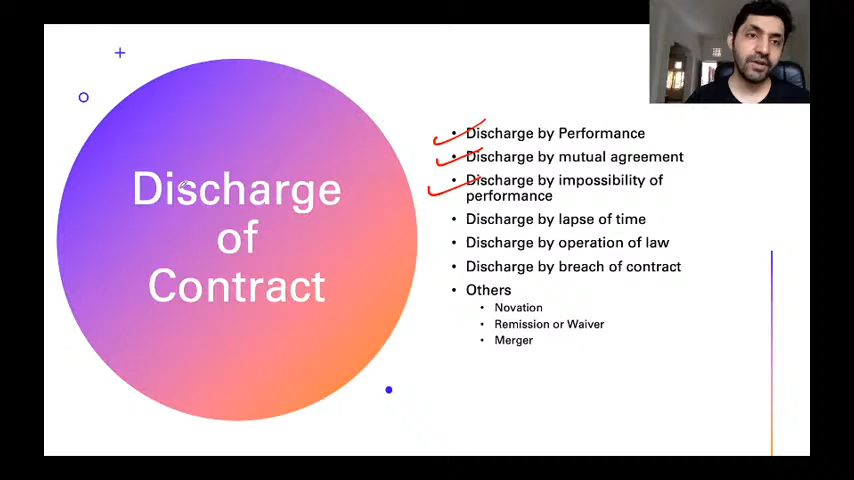 Discharge
of
Contract
• Discharge by Performance
• Discharge by mutual agreement
• Discharge by impossibility of
performance
• Discharge by lapse of time
• Discharge by operation of law
• Discharge by breach of contract
• Others
• Novation
• Remission or Waiver
• Merger